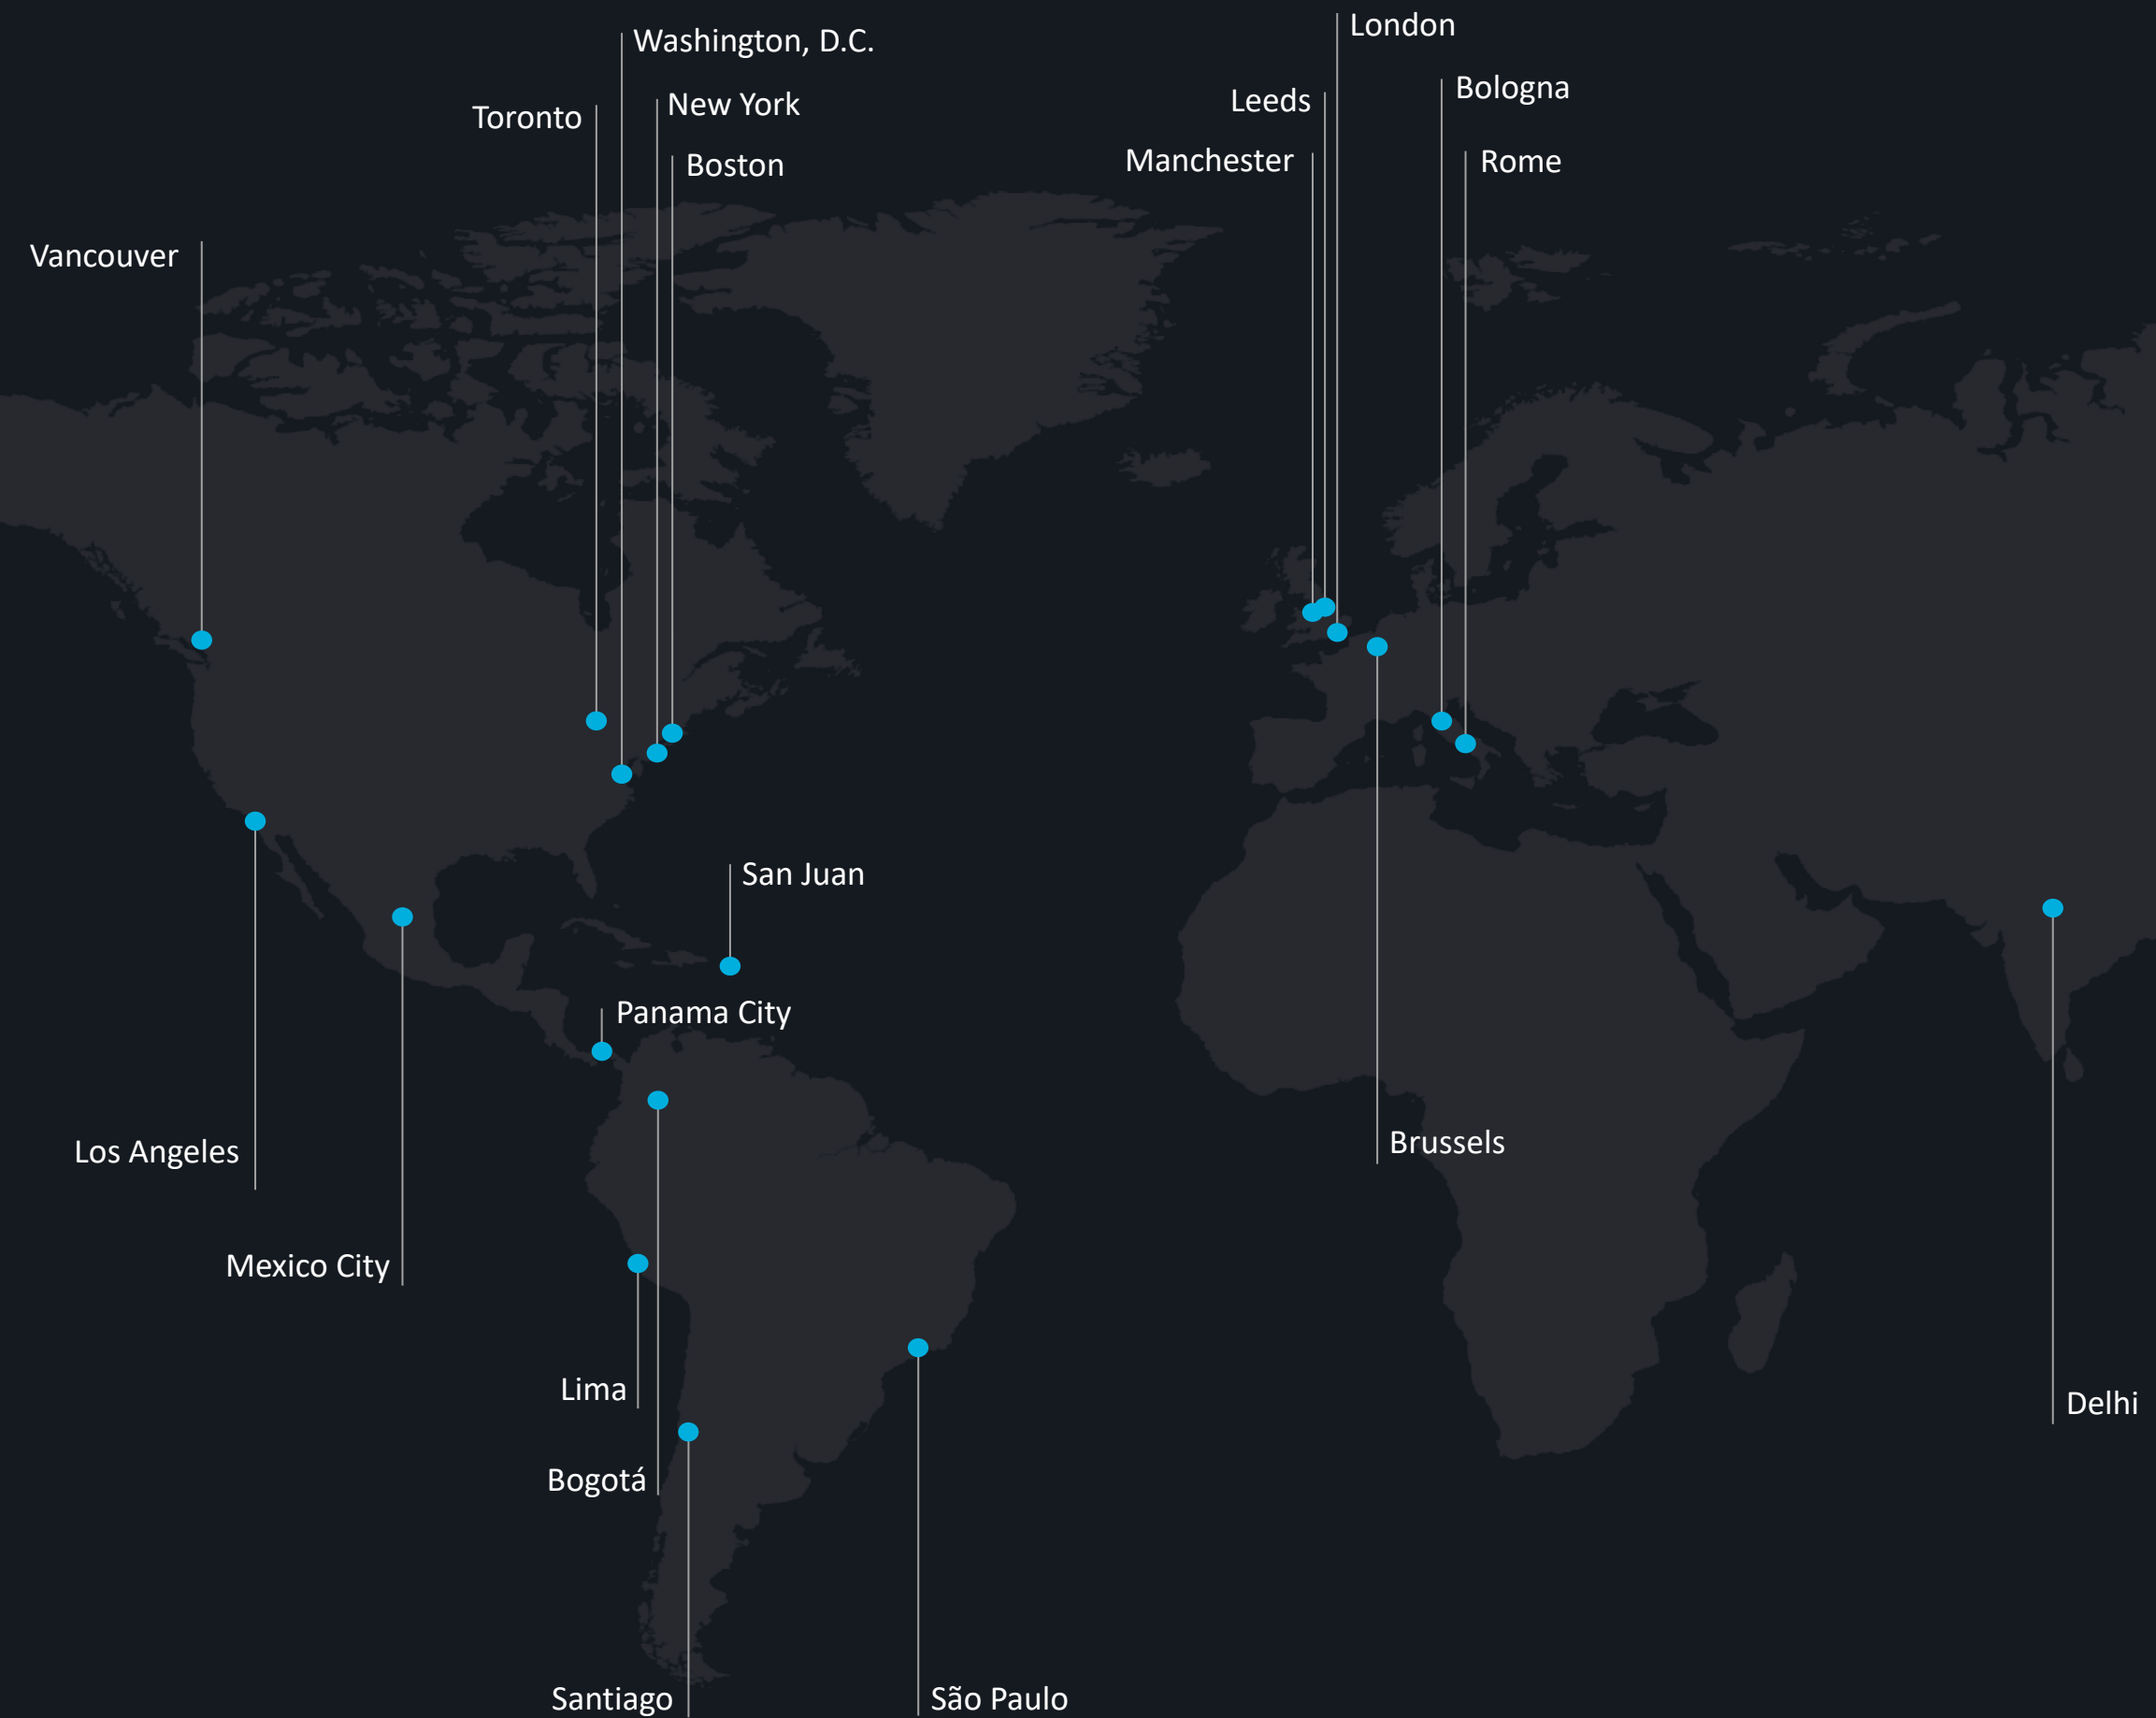 London
Washington, D.C.
Bologna
Leeds
New York
Toronto
Manchester
Rome
Boston
Vancouver
San Juan
Panama City
Brussels
Los Angeles
Mexico City
Lima
Delhi
Bogotá
Santiago
São Paulo